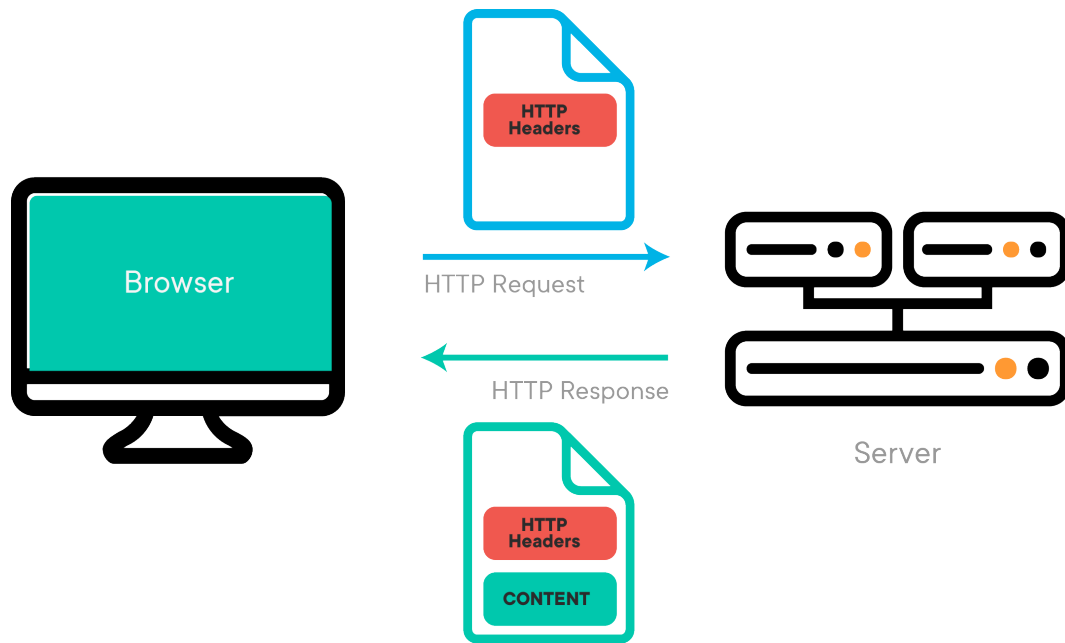 HTTP
Headers
Browser
HTTP Request
HTTP Response
Server
HTTP
Headers
CONTENT